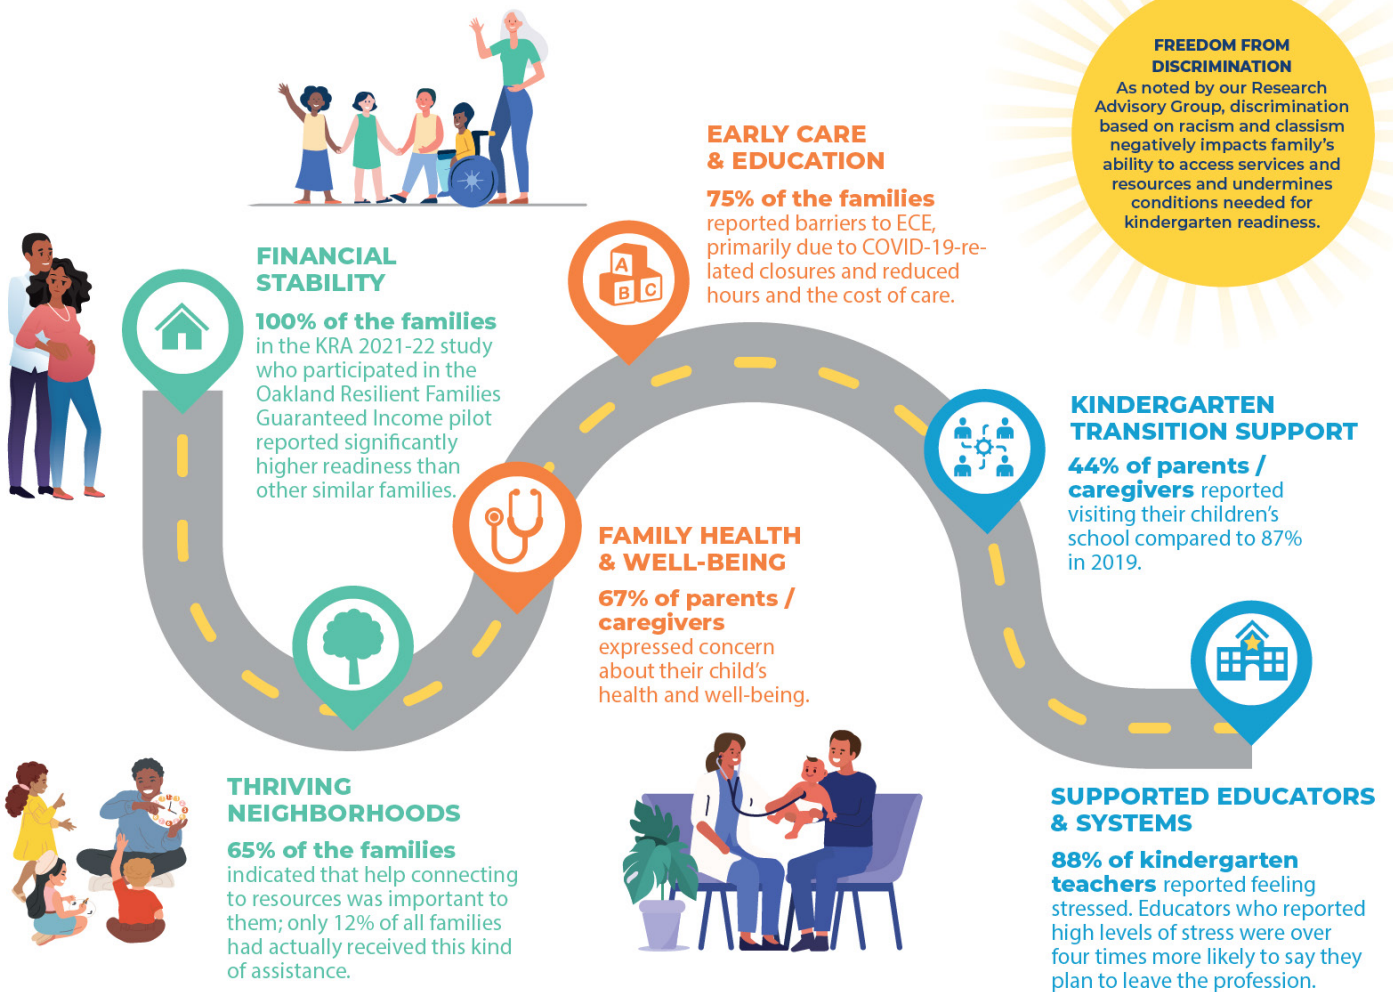 FREEDOM FROM
DISCRIMINATION
As noted by our Research
Advisory Group, discrimination
based on racism and classism
negatively impacts family's
ability to access services and
resources and undermines
conditions needed for
kindergarten readiness.
FINANCIAL
STABILITY
100% of the families
in the KRA 2021-22 study
who participated in the
Oakland Resilient Families
Guaranteed Income pilot
reported significantly
higher readiness than
other similar families.
THRIVING
NEIGHBORHOODS
65% of the families
indicated that help connecting
to resources was important to
them; only 12% of all families
had actually received this kind
of assistance.
FAMILY HEALTH
& WELL-BEING
67% of parents /
caregivers
expressed concern
about their child's
health and well-being.
EARLY CARE
& EDUCATION
75% of the families
reported barriers to ECE,
primarily due to COVID-19-re-
lated closures and reduced
hours and the cost of care.
A
B C
KINDERGARTEN
TRANSITION SUPPORT
44% of parents /
caregivers reported
visiting their children's
school compared to 87%
in 2019.
SUPPORTED EDUCATORS
& SYSTEMS
88% of kindergarten
teachers reported feeling
stressed. Educators who reported
high levels of stress were over
four times more likely to say they
plan to leave the profession.